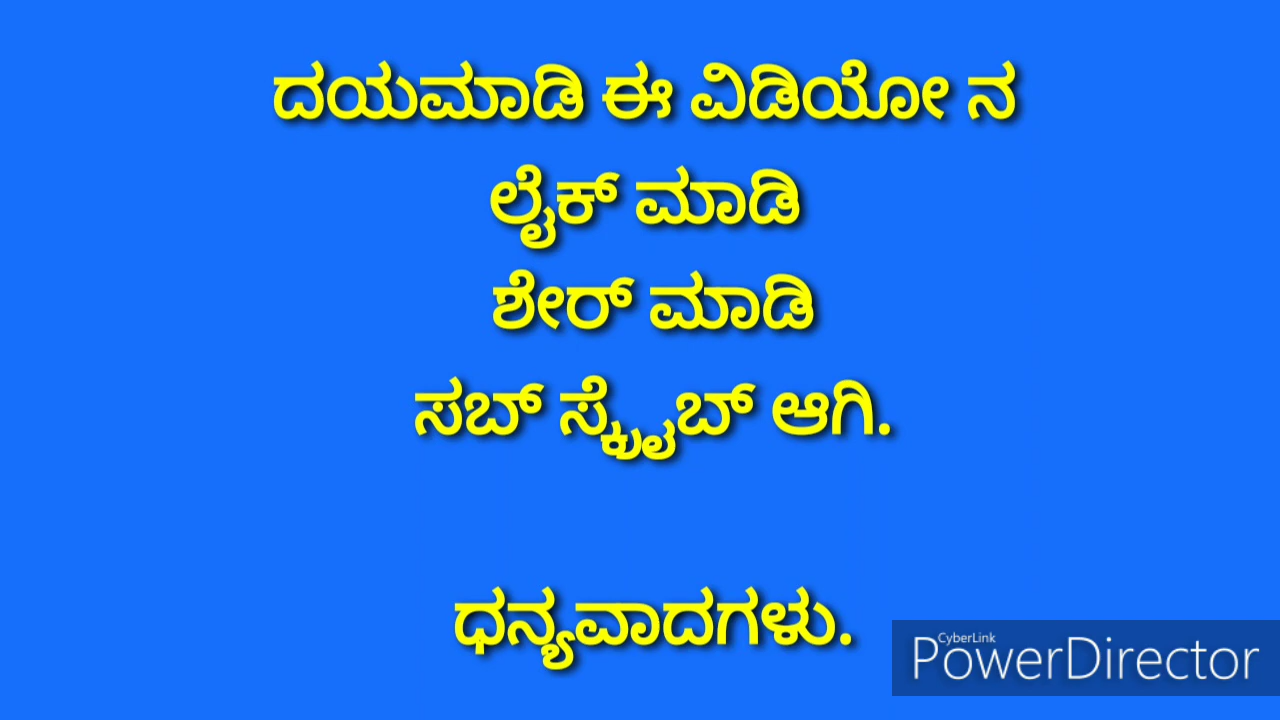 ದಯಮಾಡಿ ಈ ವಿಡಿಯೋ ನ
ಲೈಕ್ ಮಾಡಿ
ಶೇರ್ ಮಾಡಿ
ಸಬ್ ಸ್ಕ್ರೈಬ್ ಆಗಿ.
ಧನ್ಯವಾದಗಳು.
CyberLink
PowerDirector